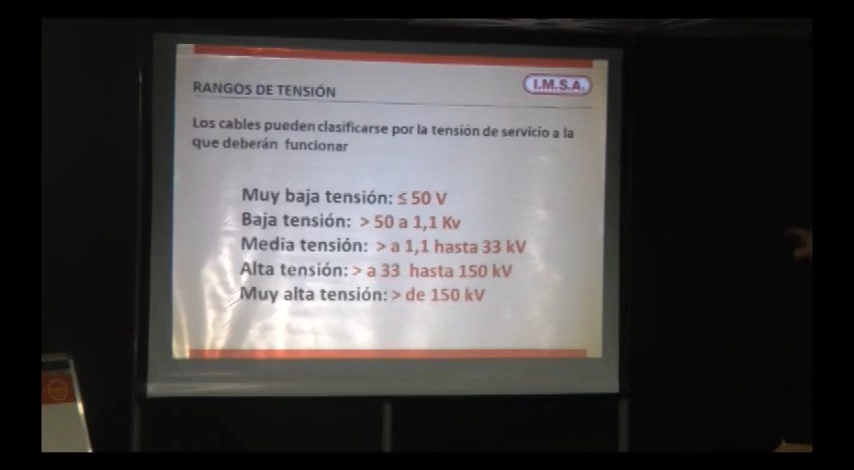 RANGOS DE TENSIÓN
I.M.S.A.
Los cables pueden clasificarse por la tensión de servicio a la
que deberán funcionar
Muy baja tensión: ≤ 50 V
Baja tensión: > 50 a 1,1 Kv
Media tensión: > a 1,1 hasta 33 kV
Alta tensión: > a 33 hasta 150 kV
Muy alta tensión: > de 150 kV